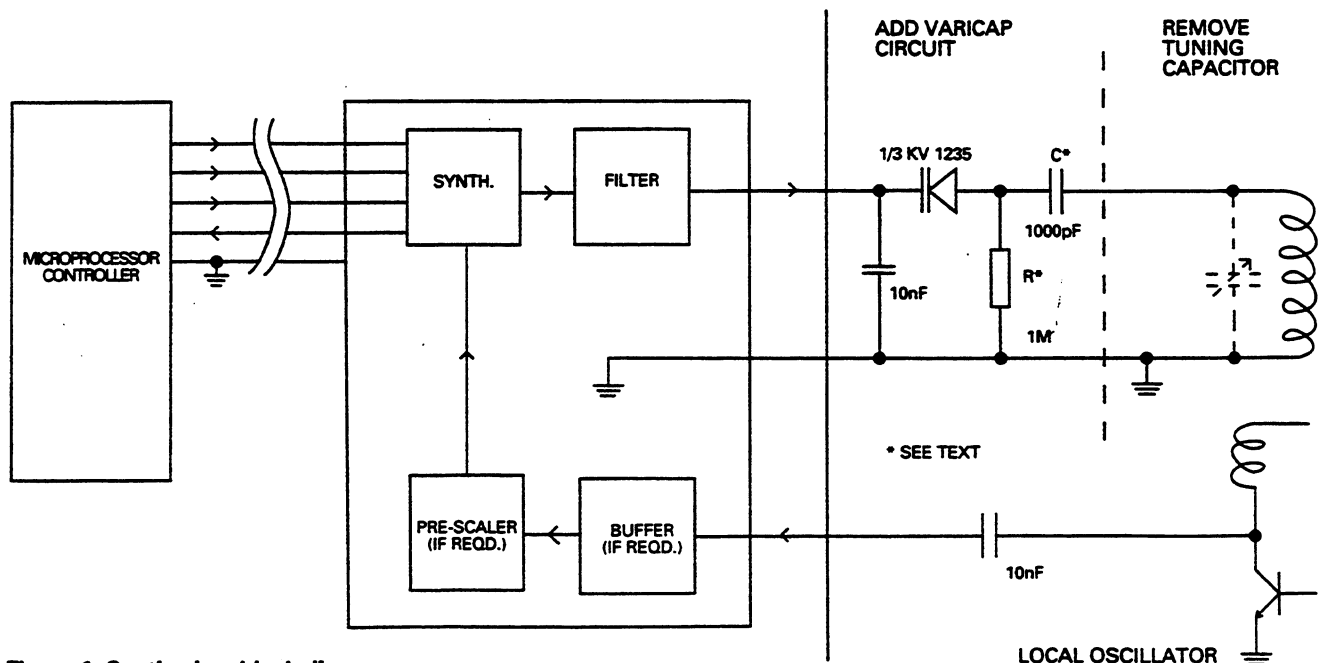 ADD VARICAP
CIRCUIT
REMOVE
TUNING
CAPACITOR
MICROPROCESSOR
CONTROLLER
SYNTH.
FILTER
1/3 KV 1235
C*
1000pF
10nF
R*
1M
* SEE TEXT
PRE-SCALER
(IF REQD.)
BUFFER
(IF REQD.)
10nF
LOCAL OSCILLATOR